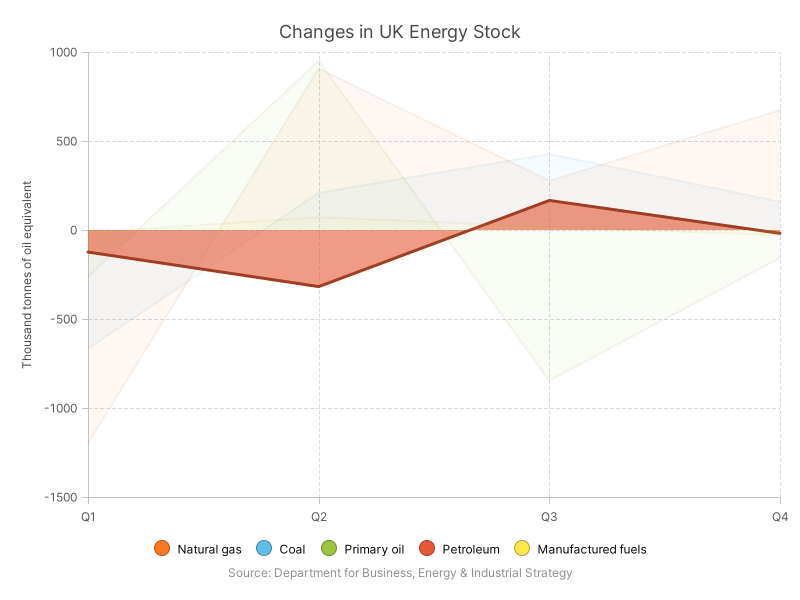 Changes in UK Energy Stock
Thousand tonnes of oil equivalent
1000
500
0
-500
-1000
-1500
Q1 Q2 Q3 Q4
Natural gas Coal Primary oil Petroleum Manufactured fuels
Source: Department for Business, Energy & Industrial Strategy